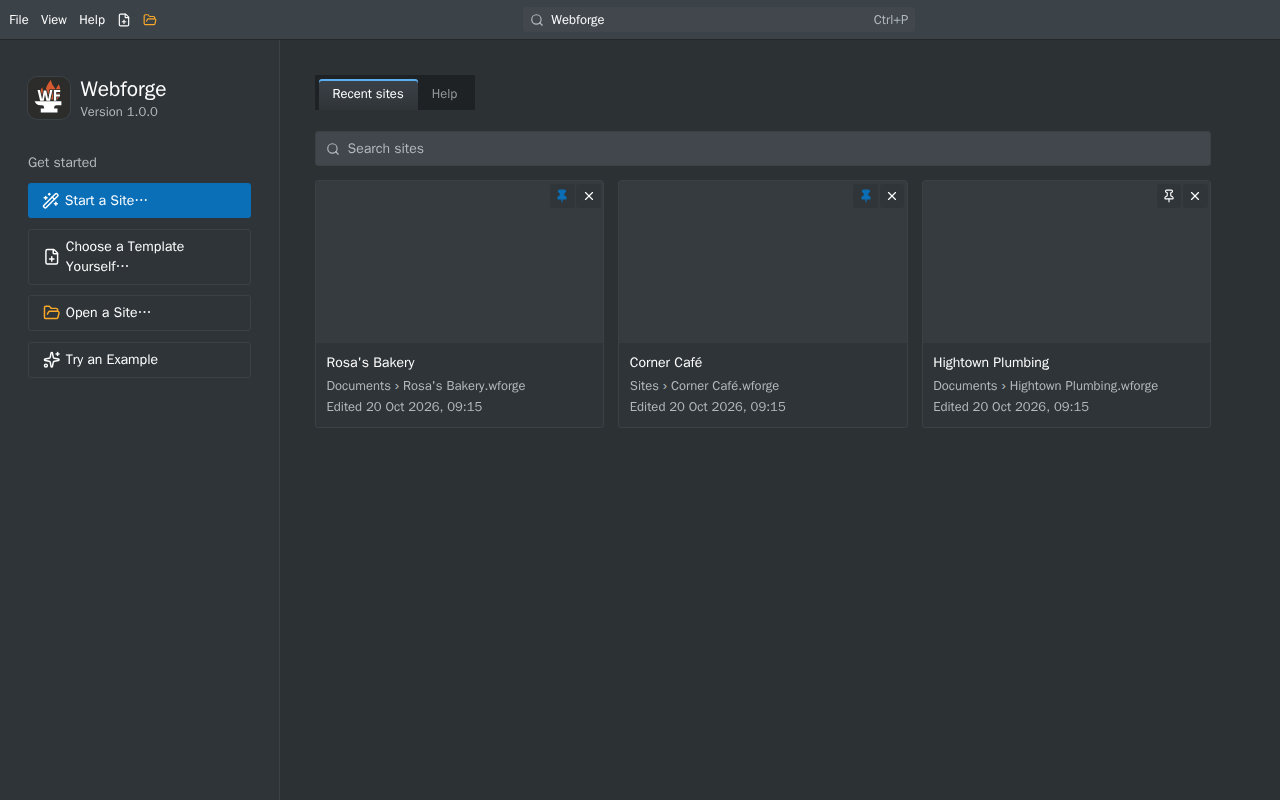 File View Help
Webforge Ctrl+P
WF
Webforge
Version 1.0.0
Get started
Start a Site···
Choose a Template
Yourself···
Open a Site···
Try an Example
Recent sites Help
Search sites
Rosa's Bakery
Documents › Rosa's Bakery.wforge
Edited 20 Oct 2026, 09:15
Corner Café
Sites › Corner Café.wforge
Edited 20 Oct 2026, 09:15
Hightown Plumbing
Documents › Hightown Plumbing.wforge
Edited 20 Oct 2026, 09:15